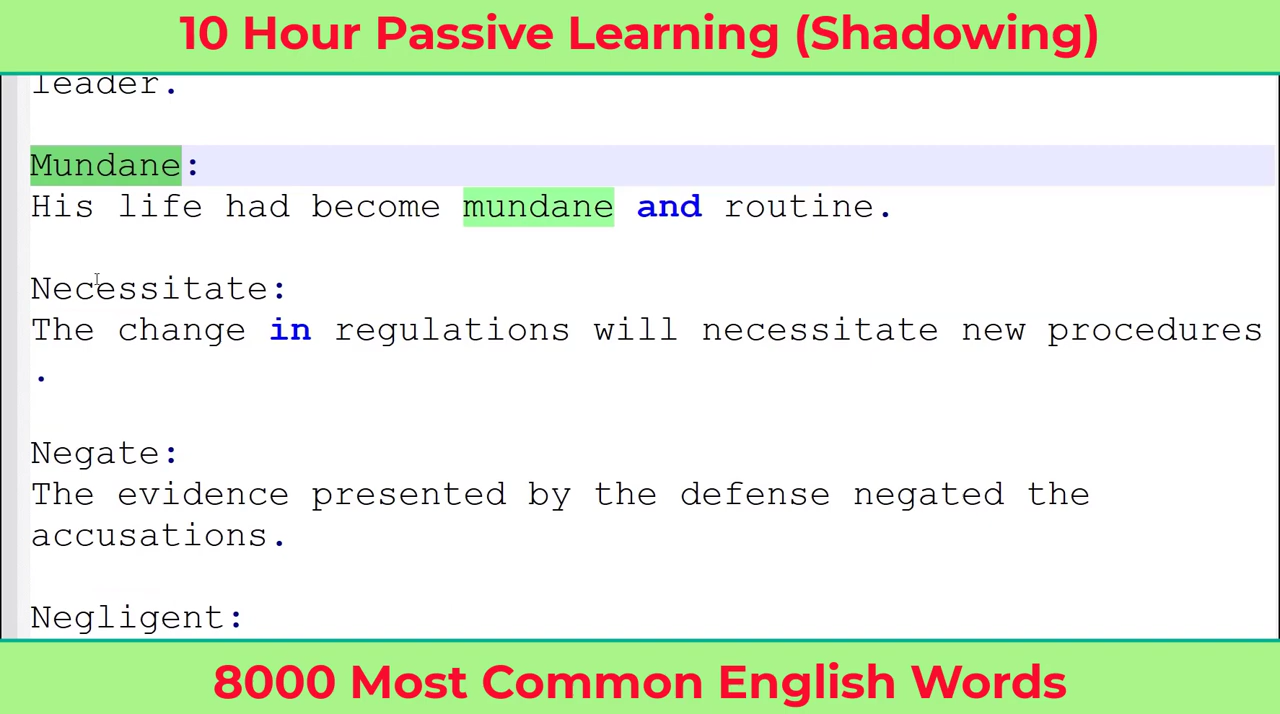 10 Hour Passive Learning (Shadowing)
leader.
Mundane:
His life had become mundane and routine.
Necessitate:
The change in regulations will necessitate new procedures
.
Negate:
The evidence presented by the defense negated the
accusations.
Negligent:
8000 Most Common English Words